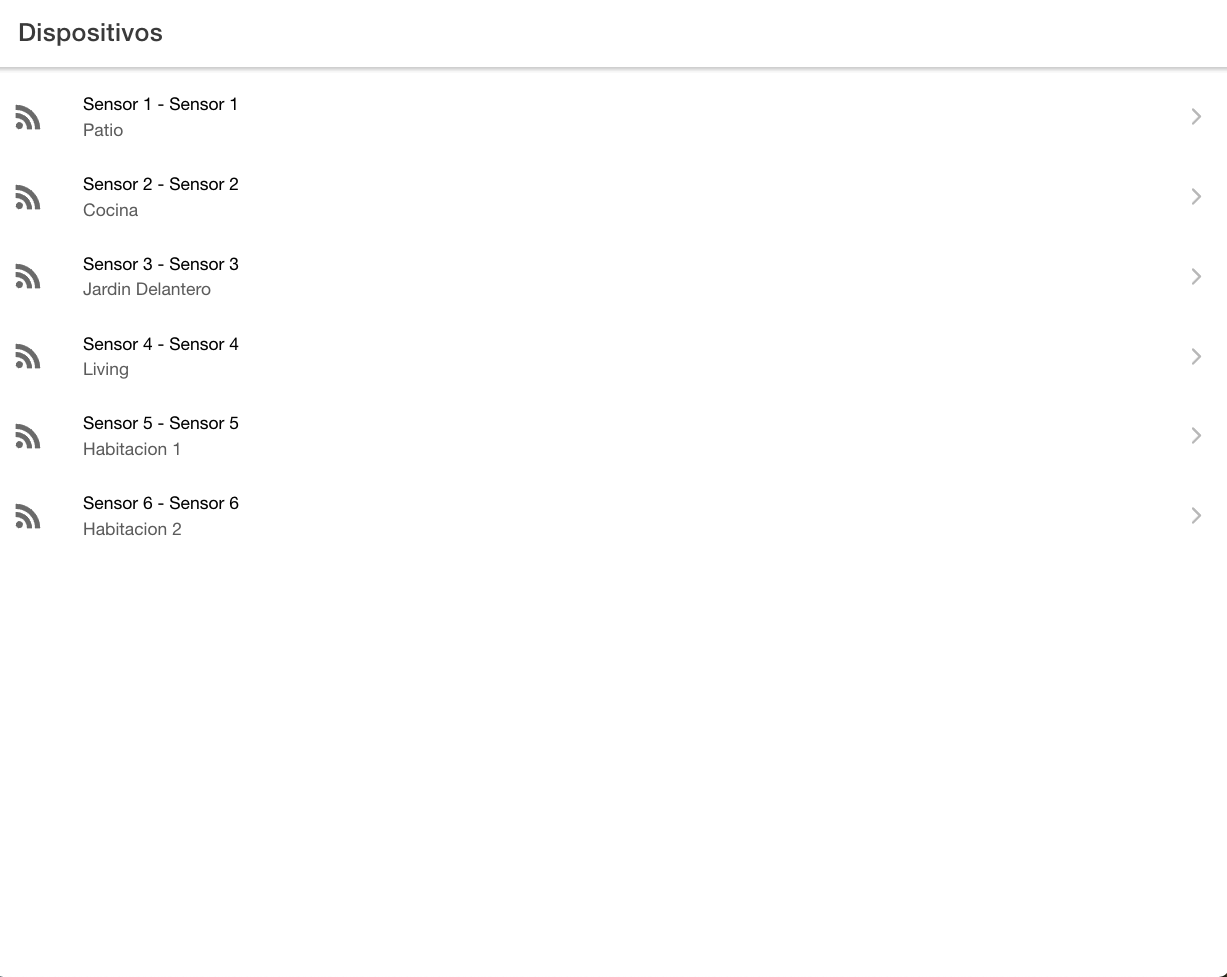 Dispositivos
Sensor 1 - Sensor 1
Patio
Sensor 2 - Sensor 2
Cocina
Sensor 3 - Sensor 3
Jardin Delantero
Sensor 4 - Sensor 4
Living
Sensor 5 - Sensor 5
Habitacion 1
Sensor 6 - Sensor 6
Habitacion 2